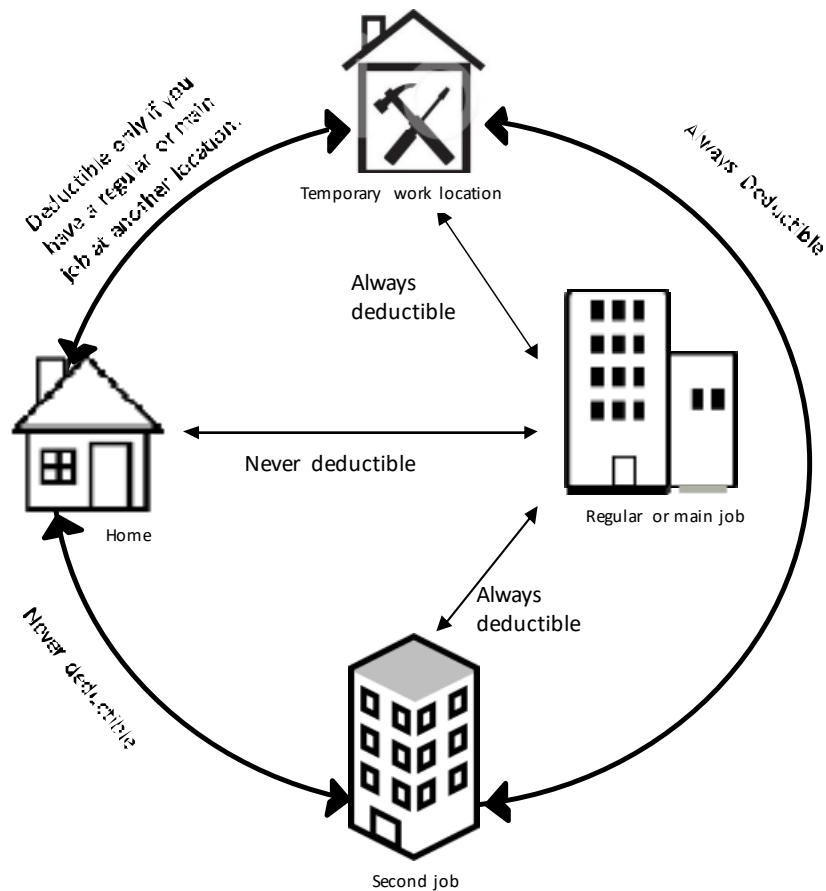 Deductible only if you
have a regular or main
job at another location.
Temporary work location
Always Deductible
Always
deductible
Never deductible
Regular or main job
Home
Always
deductible
Never deductible
Second job